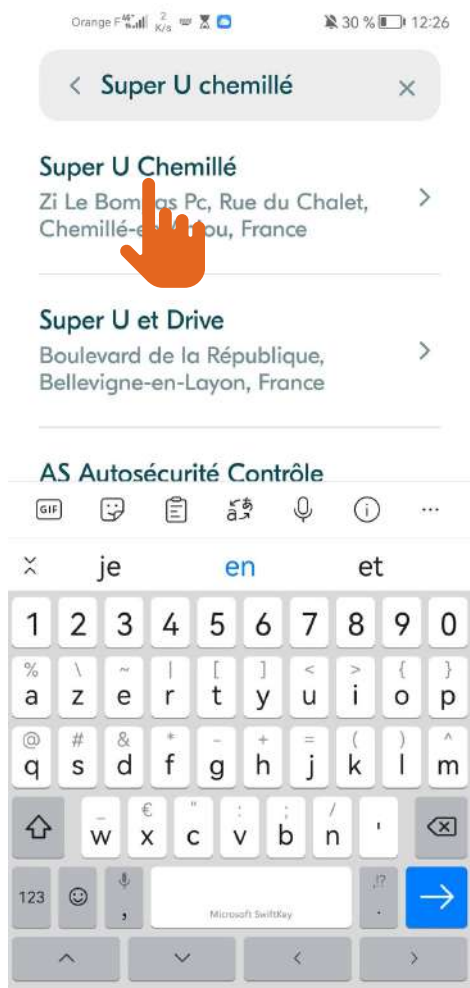 Orange F 46+ 2 K/s 30 % 12:26
Super U chemillé
Super U Chemillé
Zi Le Bom as Pc, Rue du Chalet,
Chemillé-e ou, France
Super U et Drive
Boulevard de la République,
Bellevigne-en-Layon, France
AS Autosécurité Contrôle
GIF
je en et
1 2 3 4 5 6 7 8 9 0
% \ ~ | [ ] < > { }
a z e r t y u i o p
@ # & * - + = ( ) ^
q s d f g h j k l m
_ € " : ; /
w x c v b n '
123 , Microsoft SwiftKey ,!? .